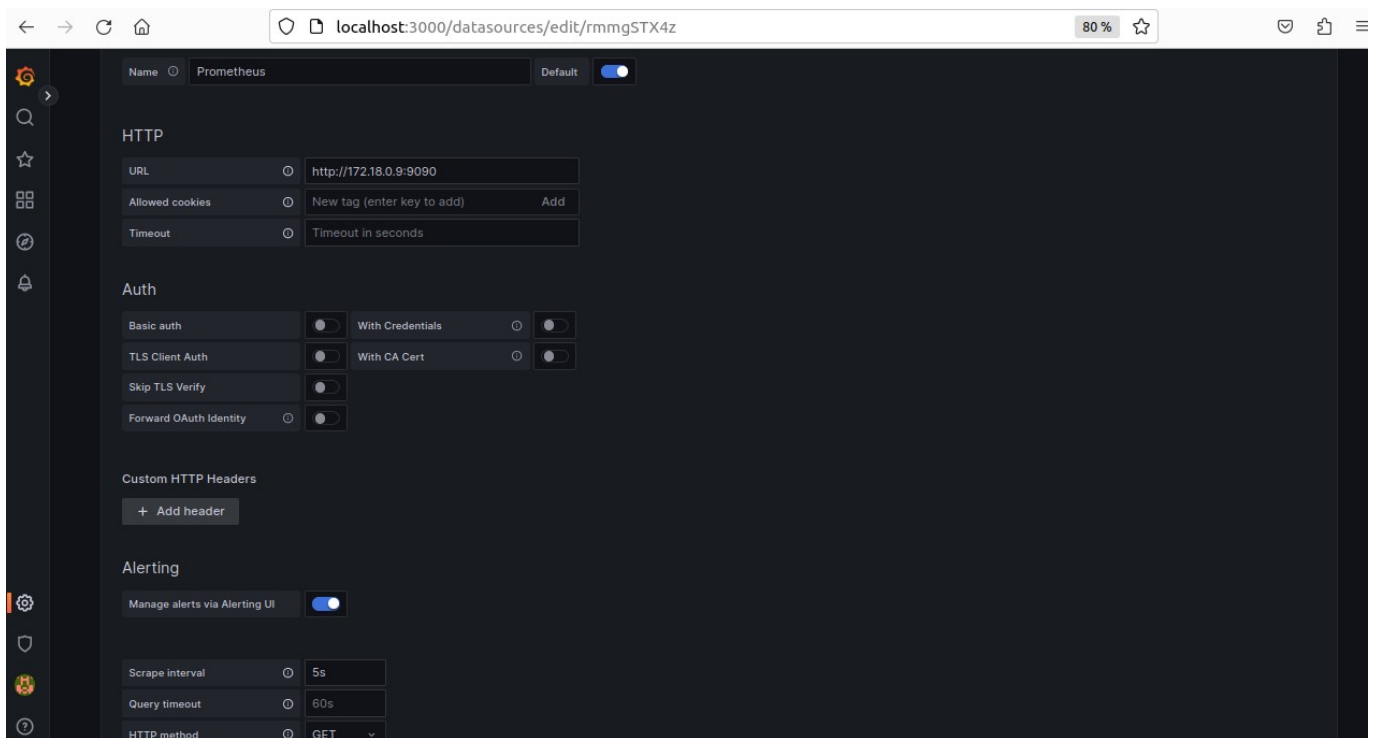 localhost:3000/datasources/edit/rmmgSTX4z 80%
Name Prometheus Default
HTTP
URL http://172.18.0.9:9090
Allowed cookies New tag (enter key to add) Add
Timeout Timeout in seconds
Auth
Basic auth With Credentials
TLS Client Auth With CA Cert
Skip TLS Verify
Forward OAuth Identity
Custom HTTP Headers
+ Add header
Alerting
Manage alerts via Alerting UI
Scrape interval 5s
Query timeout 60s
HTTP method GET